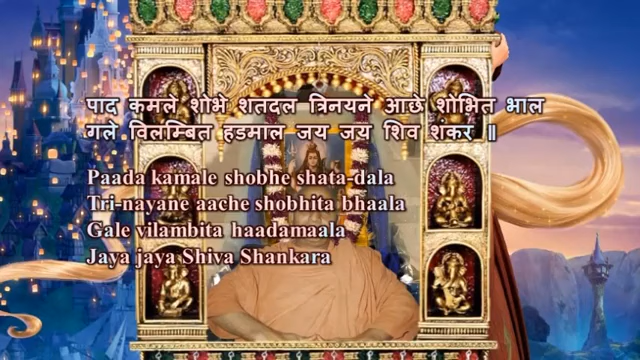 पाद कमले शोभे शतदल त्रिनयने आछे शोभित भाल
गले विलम्बित हडमाल जय जय शिव शंकर ॥
Paada kamale shobhe shata-dala
Tri-nayane aache shobhita bhaala
Gale vilambita haadamaala
Jaya jaya Shiva Shankara